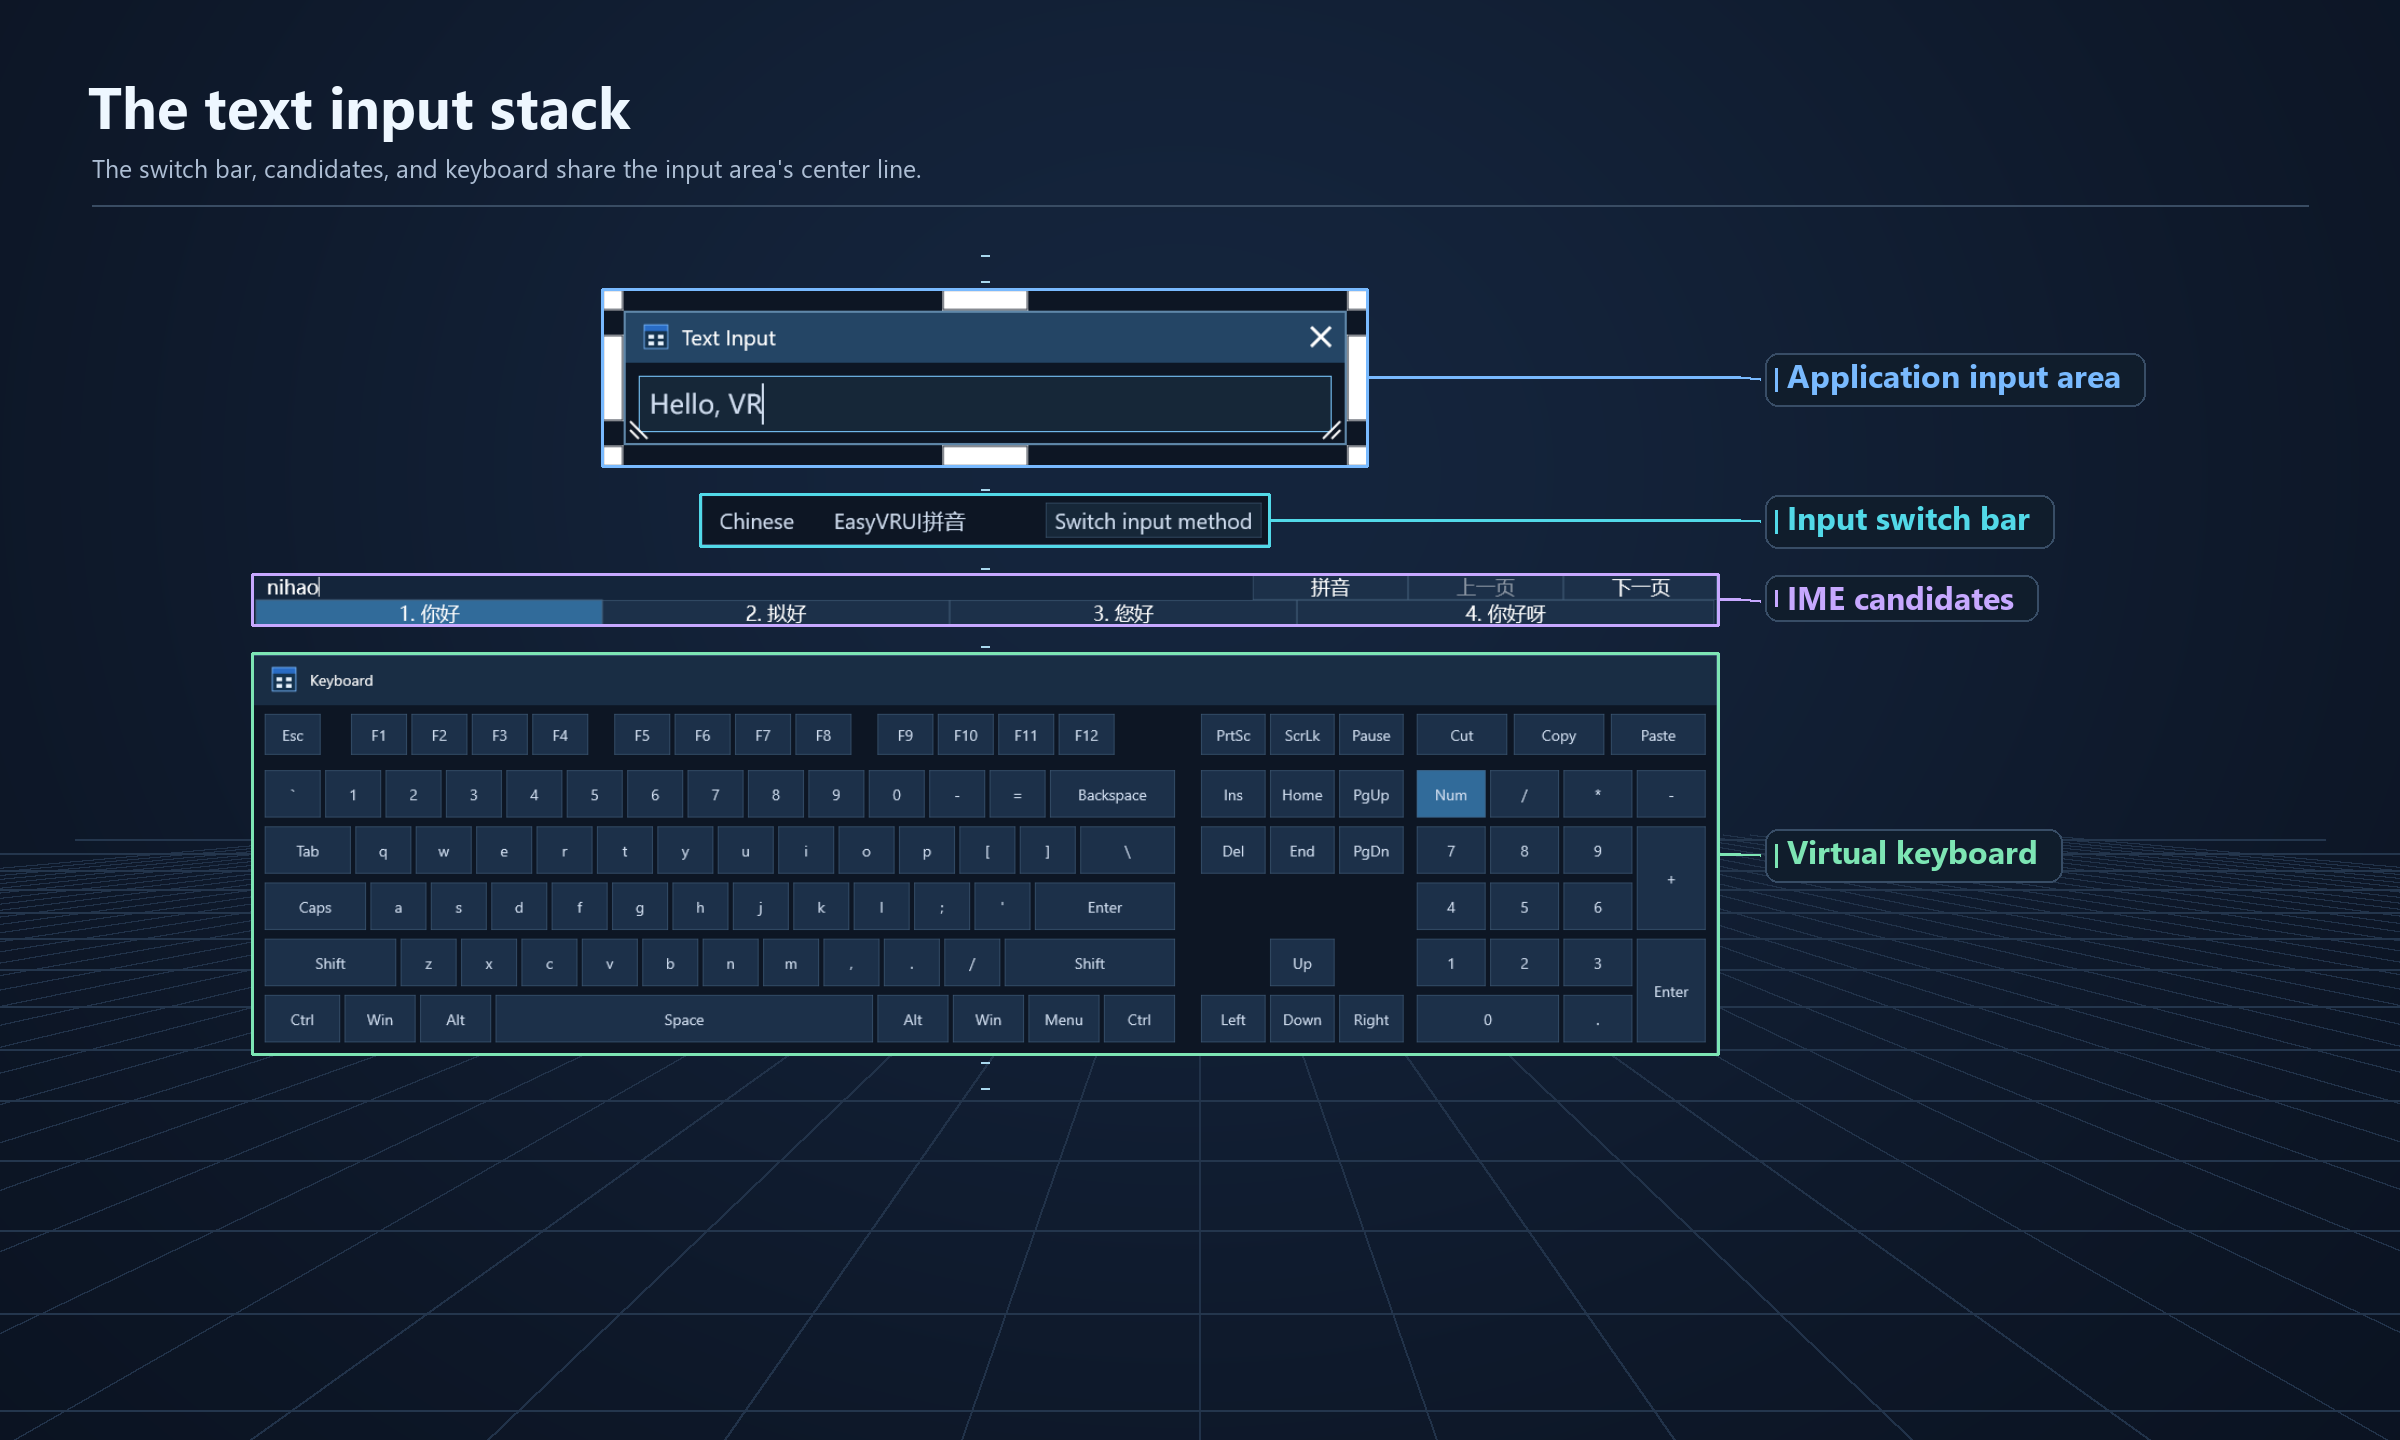 The text input stack
The switch bar, candidates, and keyboard share the input area's center line.
Text Input
Hello, VR
Application input area
Chinese EasyVRUI拼音 Switch input method
Input switch bar
nihao 拼音 上一页 下一页
1. 你好 2. 拟好 3. 您好 4. 你好呀
IME candidates
Keyboard
Esc F1 F2 F3 F4 F5 F6 F7 F8 F9 F10 F11 F12 PrtSc ScrLk Pause Cut Copy Paste
` 1 2 3 4 5 6 7 8 9 0 - = Backspace Ins Home PgUp Num / * -
Tab q w e r t y u i o p [ ] \ Del End PgDn 7 8 9 +
Virtual keyboard
Caps a s d f g h j k l ; ' Enter 4 5 6
Shift z x c v b n m , . / Shift Up 1 2 3 Enter
Ctrl Win Alt Space Alt Win Menu Ctrl Left Down Right 0 .